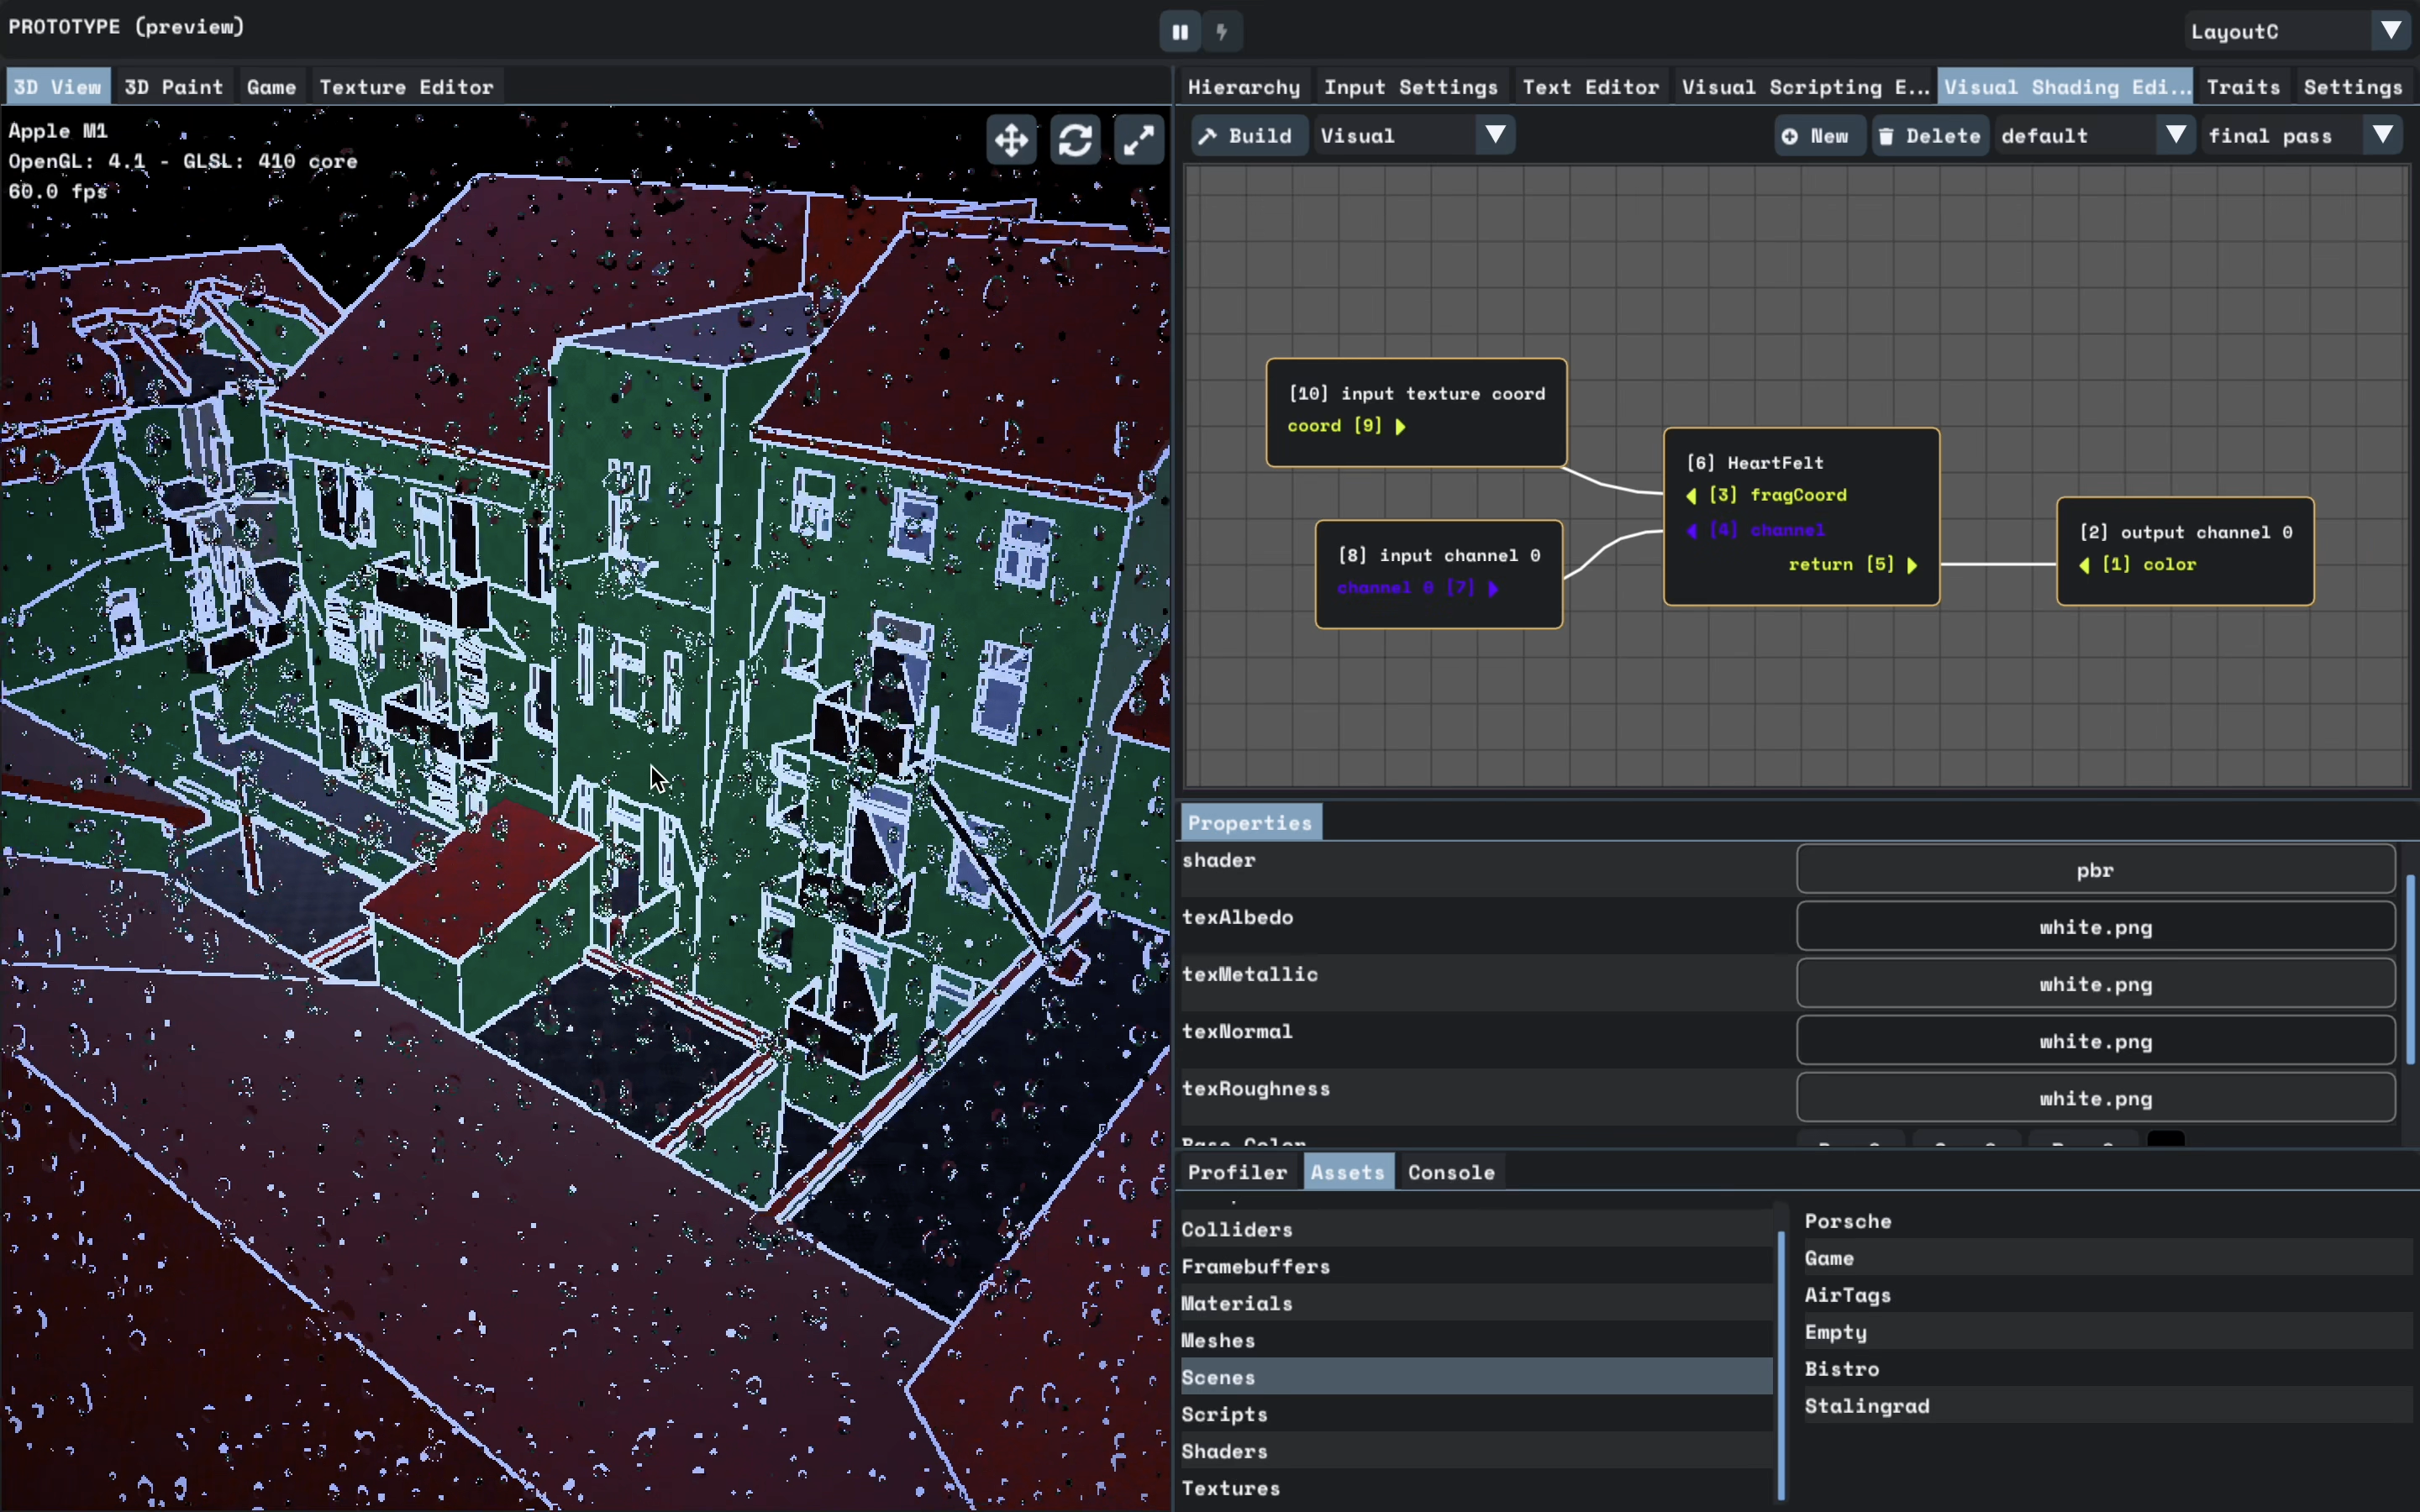 PROTOTYPE (preview)
LayoutC
3D View
3D Paint
Game
Texture Editor
Hierarchy
Input Settings
Text Editor
Visual Scripting E...
Visual Shading Edi...
Traits
Settings
Apple M1
OpenGL: 4.1 - GLSL: 410 core
60.0 fps
Build
Visual
New
Delete
default
final pass
[10] input texture coord
coord [9]
[8] input channel 0
channel 0 [7]
[6] HeartFelt
[3] fragCoord
[4] channel
return [5]
[2] output channel 0
[1] color
Properties
shader
pbr
texAlbedo
white.png
texMetallic
white.png
texNormal
white.png
texRoughness
white.png
Base Color
Profiler
Assets
Console
Colliders
Framebuffers
Materials
Meshes
Scenes
Scripts
Shaders
Textures
Porsche
Game
AirTags
Empty
Bistro
Stalingrad